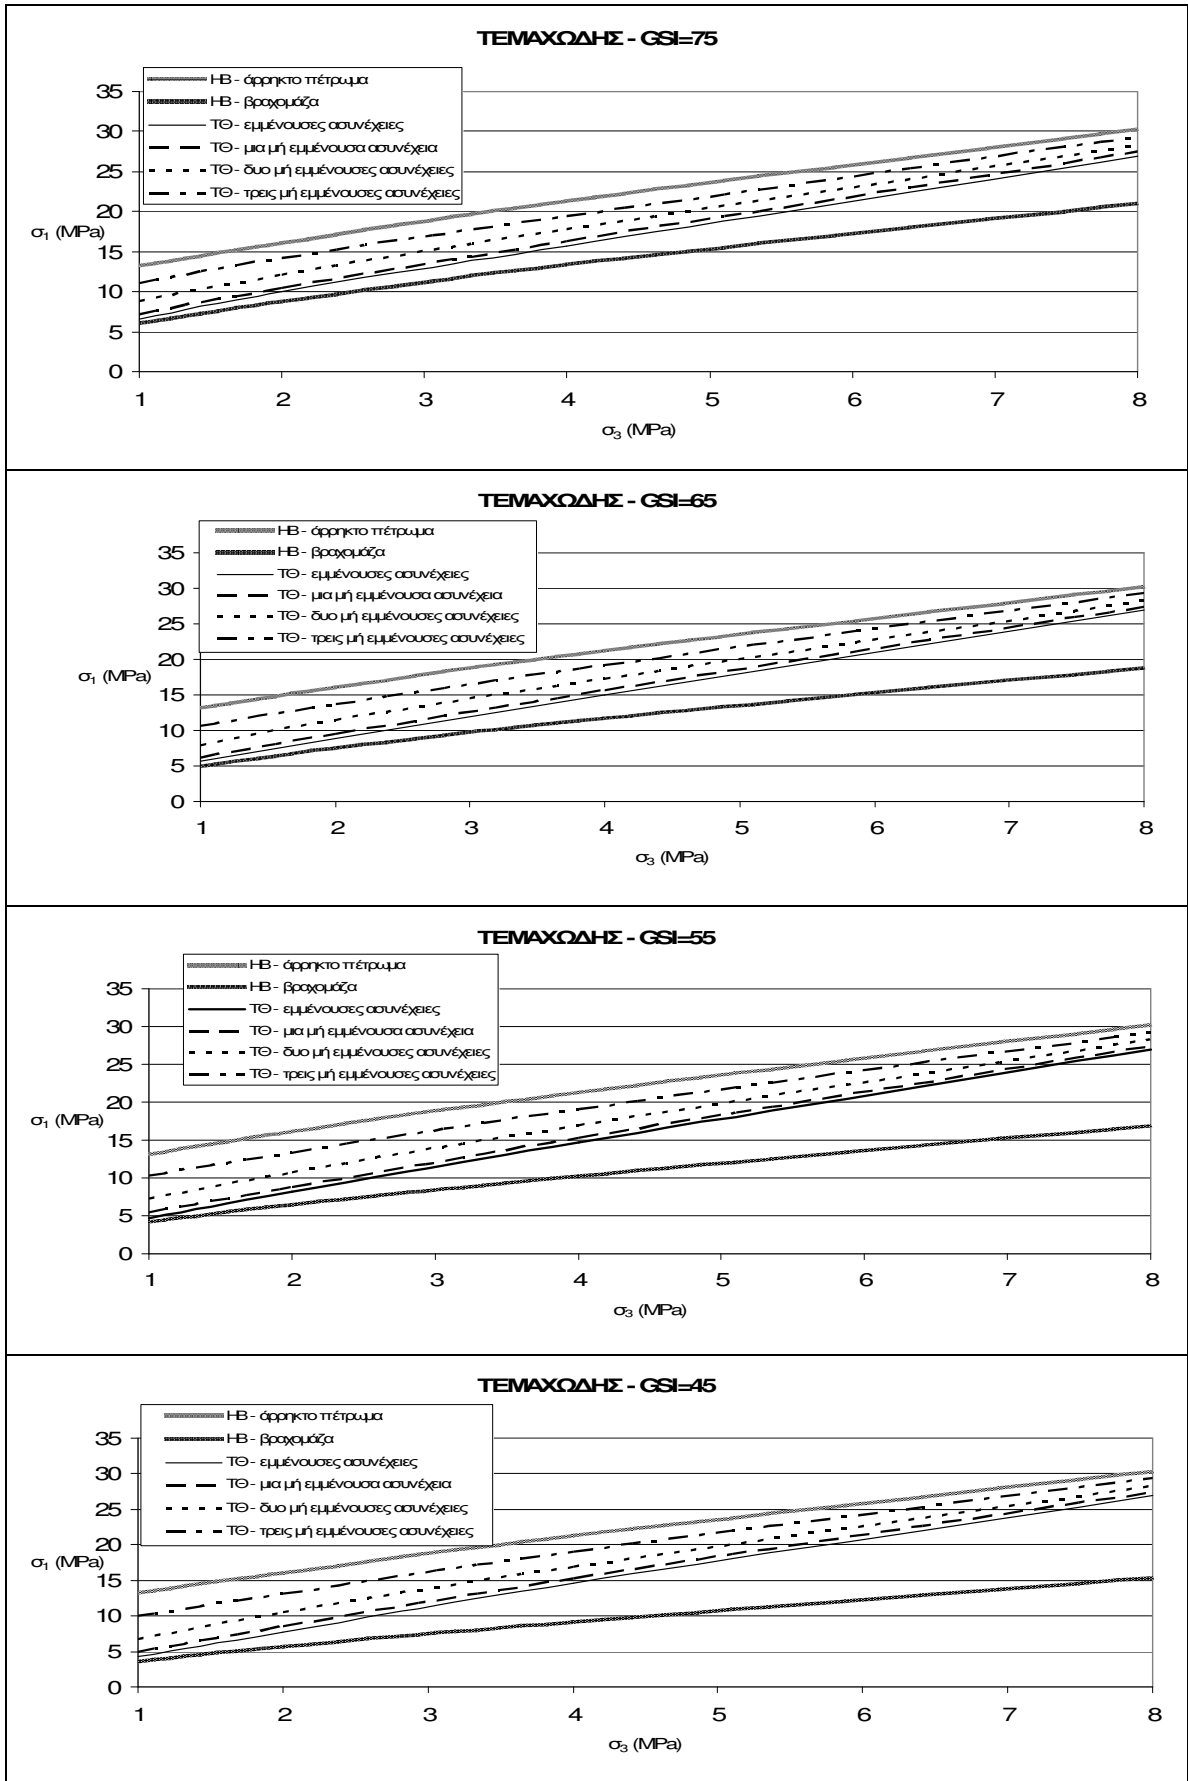 ΤΕΜΑΧΩΔΗΣ - GSI=75
HB - άρρηκτο πέτρωμα
HB - βραχομάζα
ΤΘ - εμμένουσες ασυνέχειες
ΤΘ - μια μή εμμένουσα ασυνέχεια
ΤΘ - δυο μή εμμένουσες ασυνέχειες
ΤΘ - τρεις μή εμμένουσες ασυνέχειες
35
30
25
20
15
10
5
0
σ1 (MPa)
1 2 3 4 5 6 7 8
σ3 (MPa)
ΤΕΜΑΧΩΔΗΣ - GSI=65
HB - άρρηκτο πέτρωμα
HB - βραχομάζα
ΤΘ - εμμένουσες ασυνέχειες
ΤΘ - μια μή εμμένουσα ασυνέχεια
ΤΘ - δυο μή εμμένουσες ασυνέχειες
ΤΘ - τρεις μή εμμένουσες ασυνέχειες
35
30
25
20
15
10
5
0
σ1 (MPa)
1 2 3 4 5 6 7 8
σ3 (MPa)
ΤΕΜΑΧΩΔΗΣ - GSI=55
HB - άρρηκτο πέτρωμα
HB - βραχομάζα
ΤΘ - εμμένουσες ασυνέχειες
ΤΘ - μια μή εμμένουσα ασυνέχεια
ΤΘ - δυο μή εμμένουσες ασυνέχειες
ΤΘ - τρεις μή εμμένουσες ασυνέχειες
35
30
25
20
15
10
5
0
σ1 (MPa)
1 2 3 4 5 6 7 8
σ3 (MPa)
ΤΕΜΑΧΩΔΗΣ - GSI=45
HB - άρρηκτο πέτρωμα
HB - βραχομάζα
ΤΘ - εμμένουσες ασυνέχειες
ΤΘ - μια μή εμμένουσα ασυνέχεια
ΤΘ - δυο μή εμμένουσες ασυνέχειες
ΤΘ - τρεις μή εμμένουσες ασυνέχειες
35
30
25
20
15
10
5
0
σ1 (MPa)
1 2 3 4 5 6 7 8
σ3 (MPa)